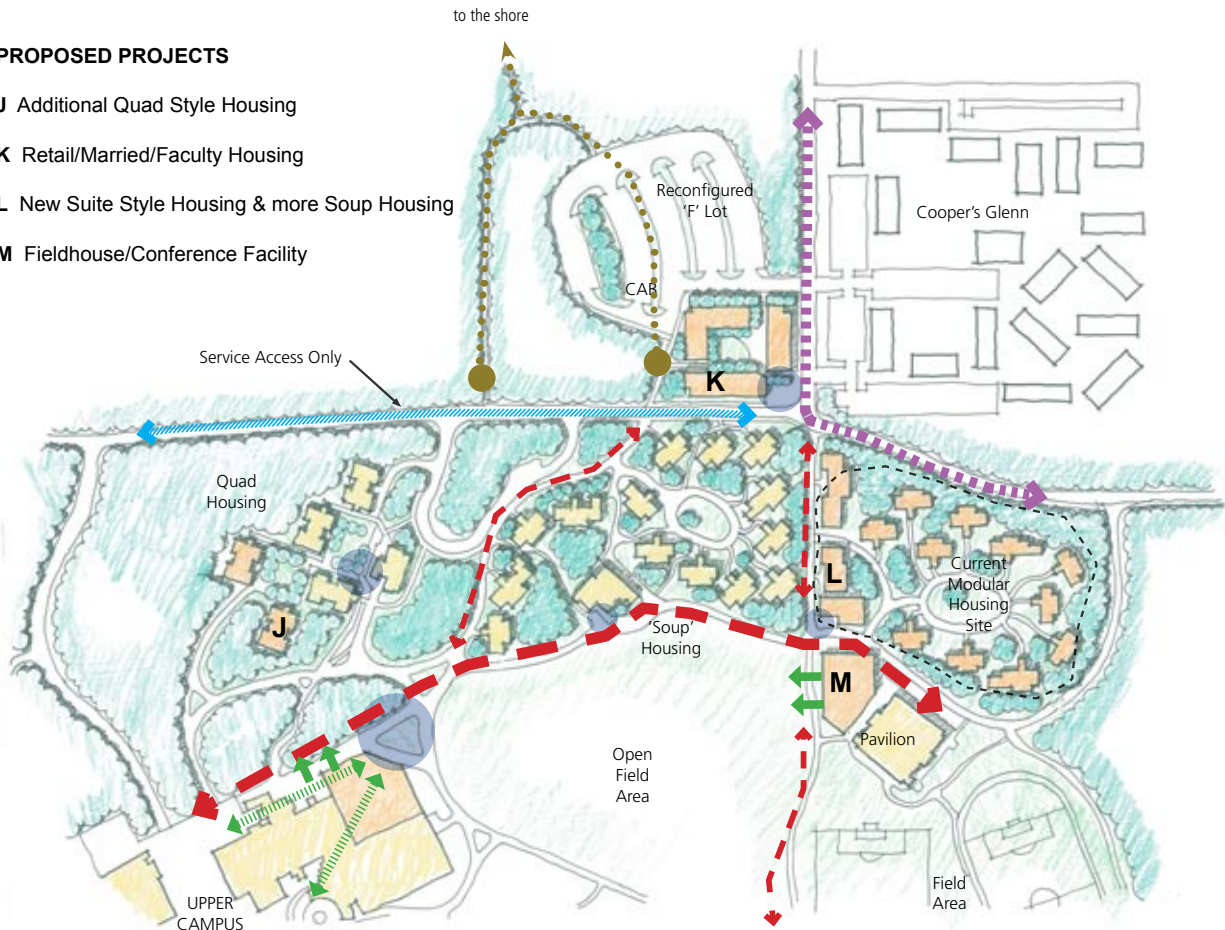 to the shore
PROPOSED PROJECTS
J Additional Quad Style Housing
K Retail/Married/Faculty Housing
L New Suite Style Housing & more Soup Housing
M Fieldhouse/Conference Facility
Reconfigured
'F' Lot
Cooper's Glenn
CAB
Service Access Only
K
Quad
Housing
L
Current
Modular
Housing
Site
J
'Soup'
Housing
M
Pavilion
Open
Field
Area
Field
Area
UPPER
CAMPUS